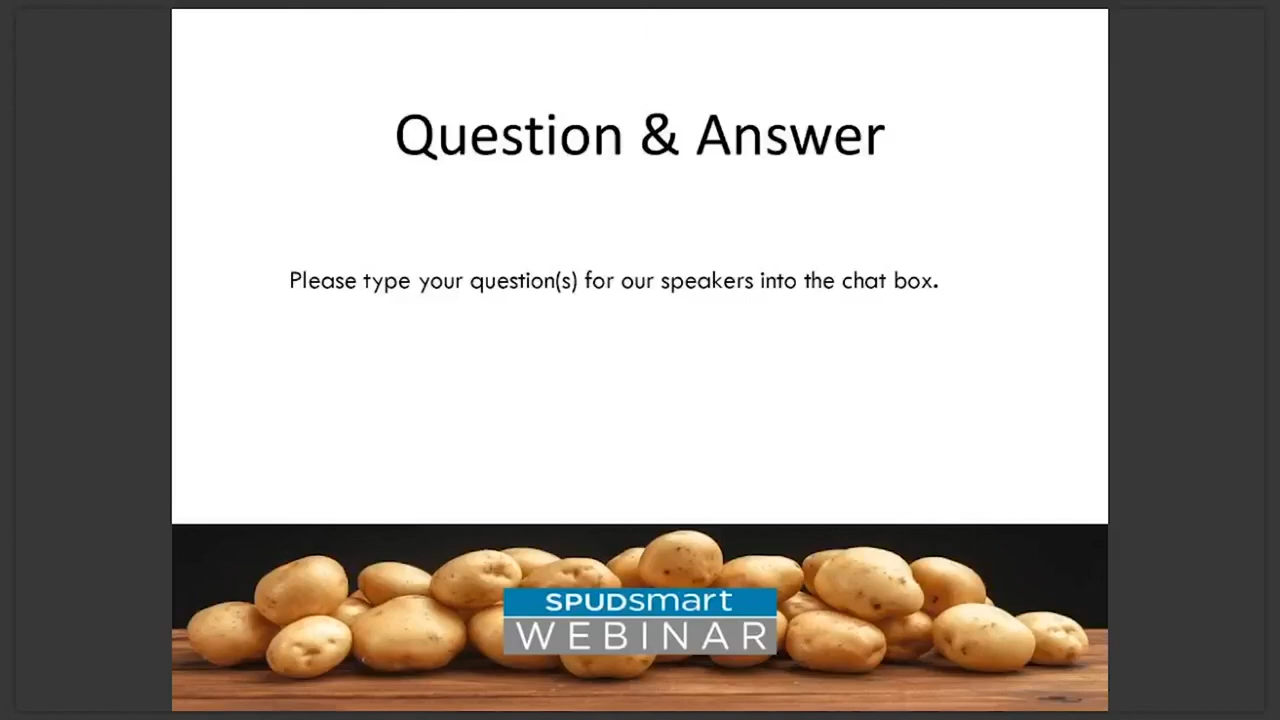 Question & Answer
Please type your question(s) for our speakers into the chat box.
SPUDsmart
WEBINAR